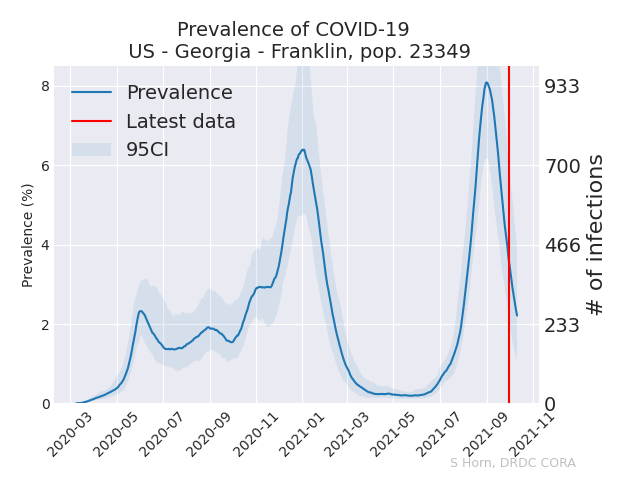 Prevalence of COVID-19
US - Georgia - Franklin, pop. 23349
Prevalence
Latest data
95CI
Prevalence (%)
8
6
4
2
0
933
700
466
233
0
# of infections
2020-03
2020-05
2020-07
2020-09
2020-11
2021-01
2021-03
2021-05
2021-07
2021-09
2021-11
S Horn, DRDC CORA